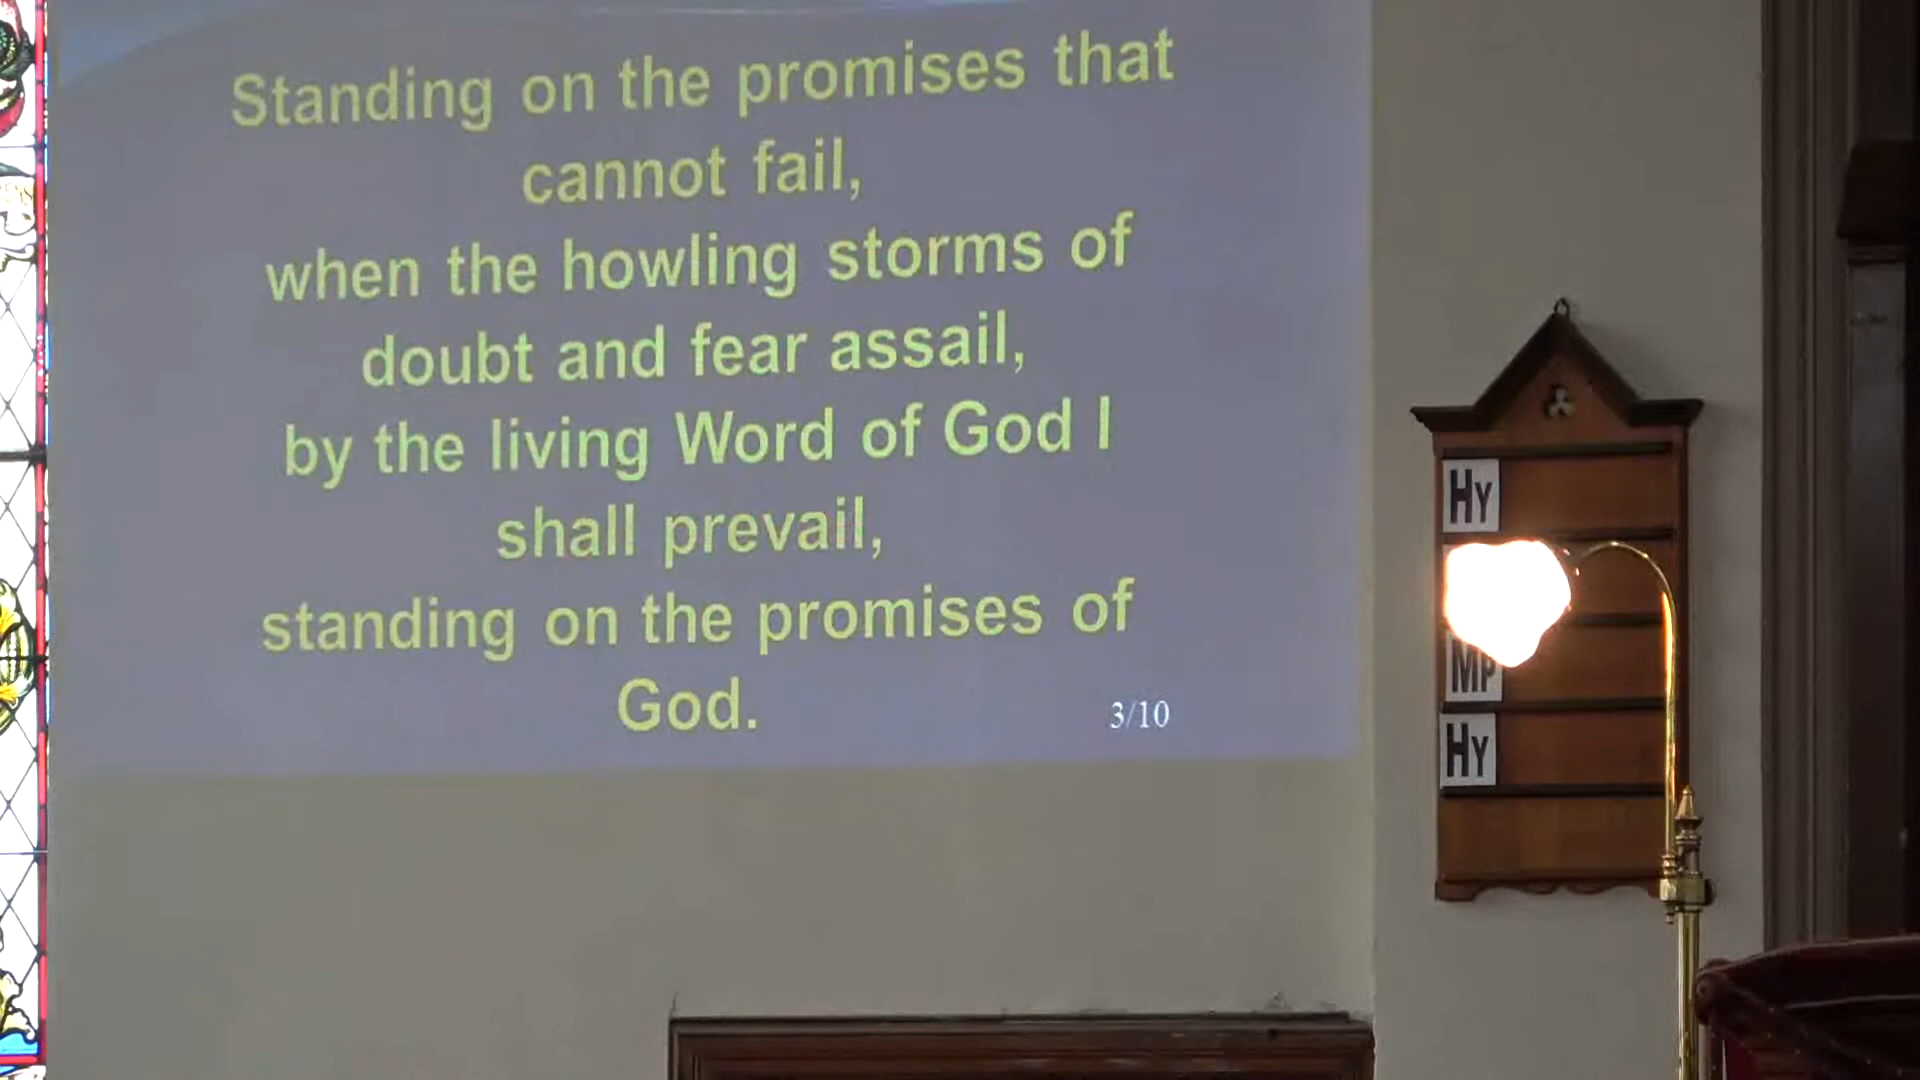 Standing on the promises that
cannot fail,
when the howling storms of
doubt and fear assail,
by the living Word of God I
shall prevail,
standing on the promises of
God.
3/10
Hy
Mp
Hy